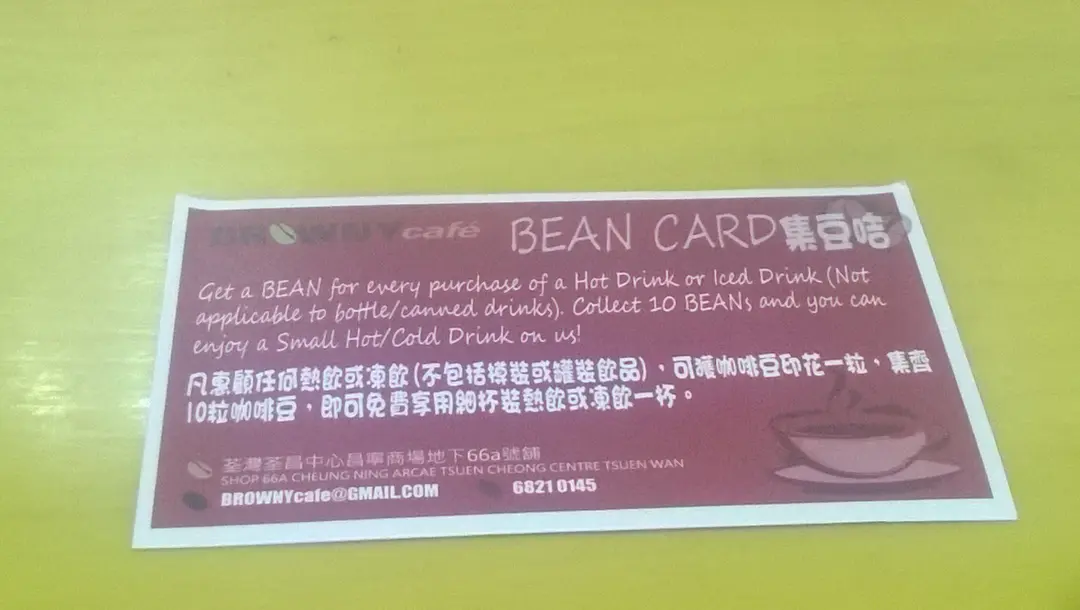 BROWNYcafé BEAN CARD集豆咭
Get a BEAN for every purchase of a Hot Drink or Iced Drink (Not
applicable to bottle/canned drinks). Collect 10 BEANs and you can
enjoy a Small Hot/Cold Drink on us!
凡惠顧任何熱飲或凍飲(不包括樽裝或罐裝飲品)，可獲咖啡豆印花一粒，集齊
10粒咖啡豆，即可免費享用細杯裝熱飲或凍飲一杯。
荃灣荃昌中心昌寧商場地下66a號舖
SHOP 66A CHEUNG NING ARCAE TSUEN CHEONG CENTRE TSUEN WAN
BROWNYcafe@GMAIL.COM 6821 0145